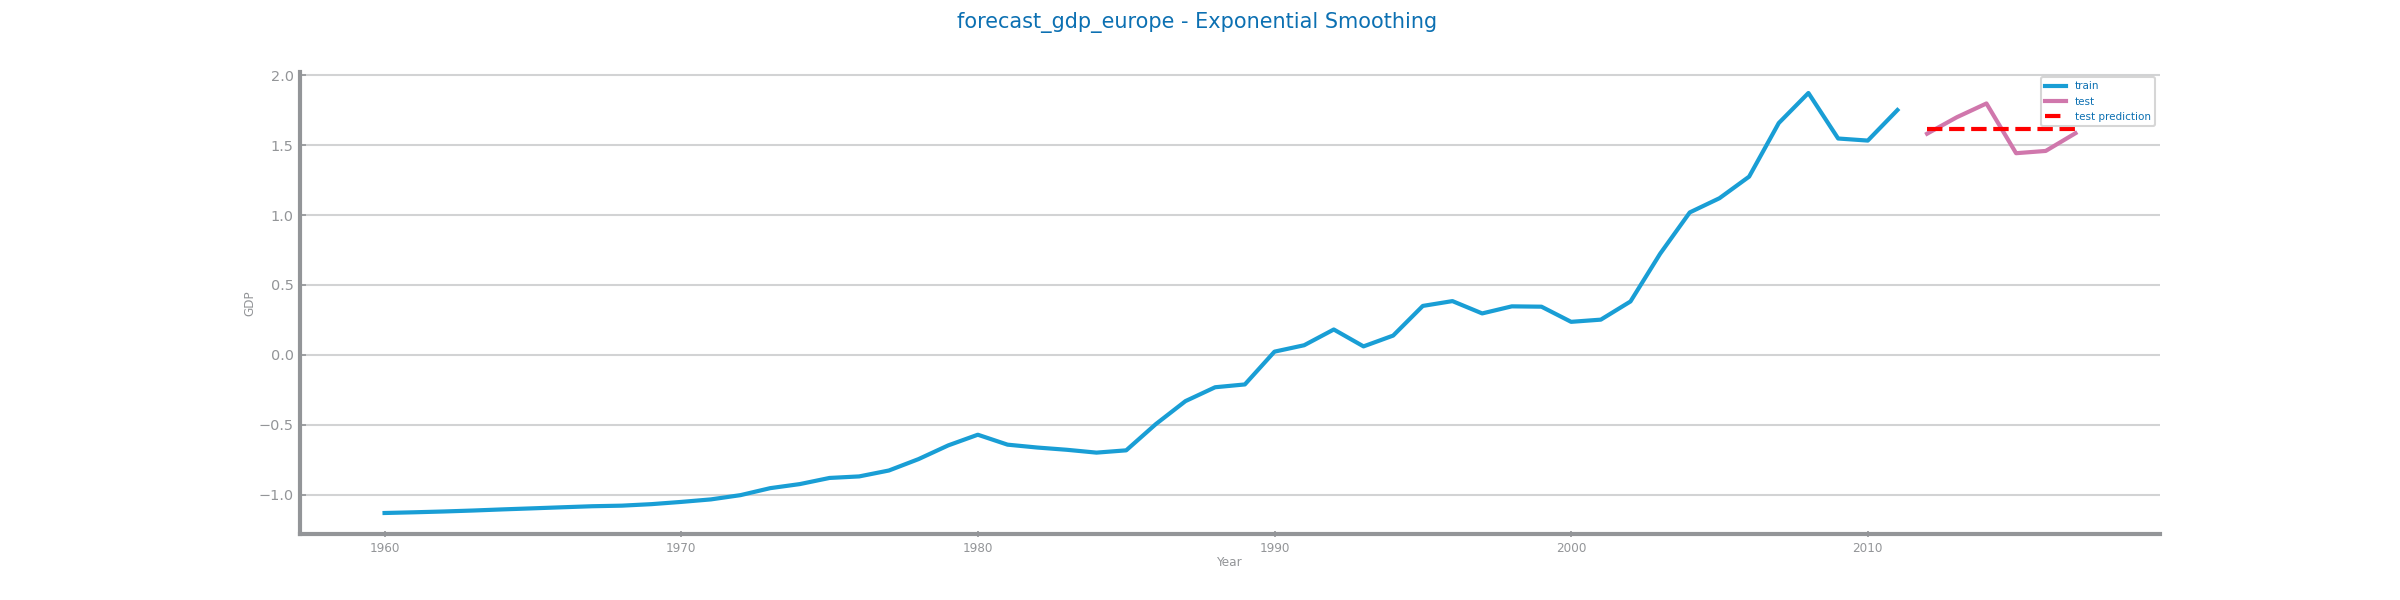 forecast_gdp_europe - Exponential Smoothing
2.0
1.5
1.0
0.5
0.0
−0.5
−1.0
GDP
train
test
test prediction
1960 1970 1980 1990 2000 2010
Year